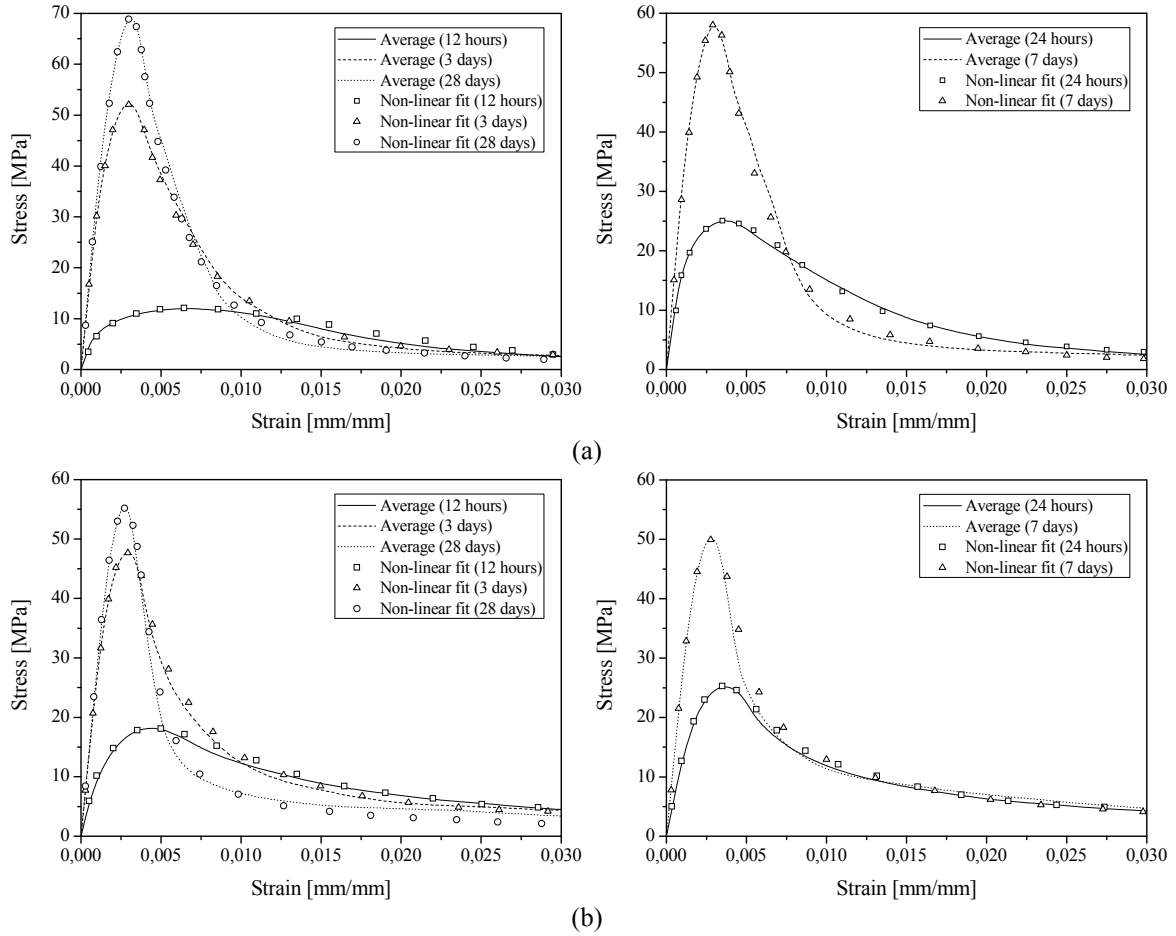 70
60
50
40
30
20
10
0
Stress [MPa]
Average (12 hours)
Average (3 days)
Average (28 days)
Non-linear fit (12 hours)
Non-linear fit (3 days)
Non-linear fit (28 days)
0,000 0,005 0,010 0,015 0,020 0,025 0,030
Strain [mm/mm]
60
50
40
30
20
10
0
Stress [MPa]
Average (24 hours)
Average (7 days)
Non-linear fit (24 hours)
Non-linear fit (7 days)
0,000 0,005 0,010 0,015 0,020 0,025 0,030
Strain [mm/mm]
(a)
60
50
40
30
20
10
0
Stress [MPa]
Average (12 hours)
Average (3 days)
Average (28 days)
Non-linear fit (12 hours)
Non-linear fit (3 days)
Non-linear fit (28 days)
0,000 0,005 0,010 0,015 0,020 0,025 0,030
Strain [mm/mm]
60
50
40
30
20
10
0
Stress [MPa]
Average (24 hours)
Average (7 days)
Non-linear fit (24 hours)
Non-linear fit (7 days)
0,000 0,005 0,010 0,015 0,020 0,025 0,030
Strain [mm/mm]
(b)